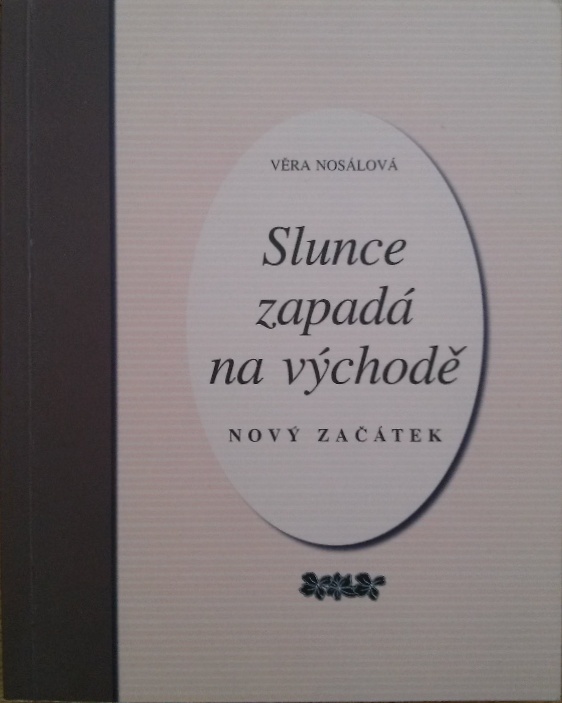 VĚRA NOSÁLOVÁ
Slunce
zapadá
na východě
NOVÝ ZAČÁTEK